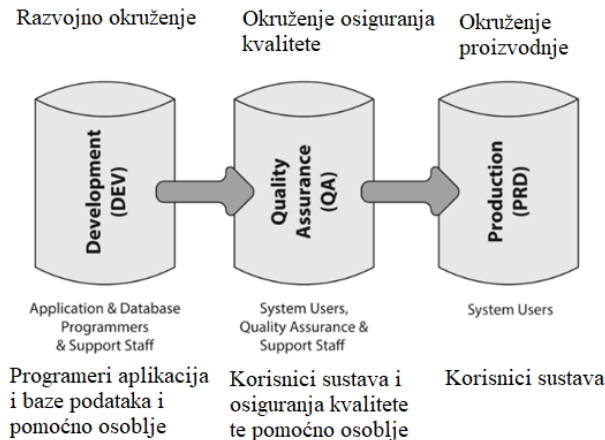 Razvojno okruženje
Okruženje osiguranja
kvalitete
Okruženje
proizvodnje
Development
(DEV)
Quality
Assurance
(QA)
Production
(PRD)
Application & Database
Programmers
& Support Staff
System Users,
Quality Assurance &
Support Staff
System Users
Programeri aplikacija
i baze podataka i
pomoćno osoblje
Korisnici sustava i
osiguranja kvalitete
te pomoćno osoblje
Korisnici sustava